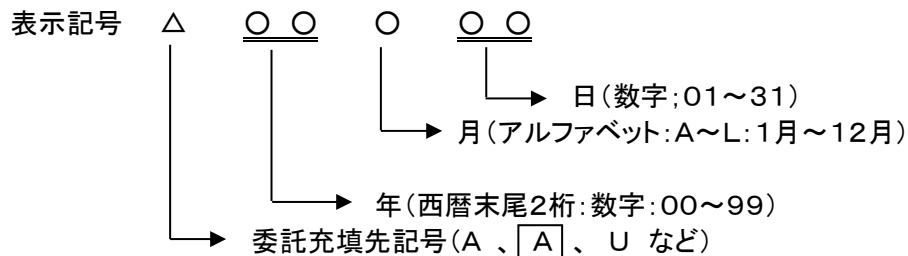 表示記号 △ ○ ○ ○ ○ ○
日(数字;01～31)
月(アルファベット:A～L:1月～12月)
年(西暦末尾2桁:数字:00～99)
委託充填先記号(A 、 A 、 U など)